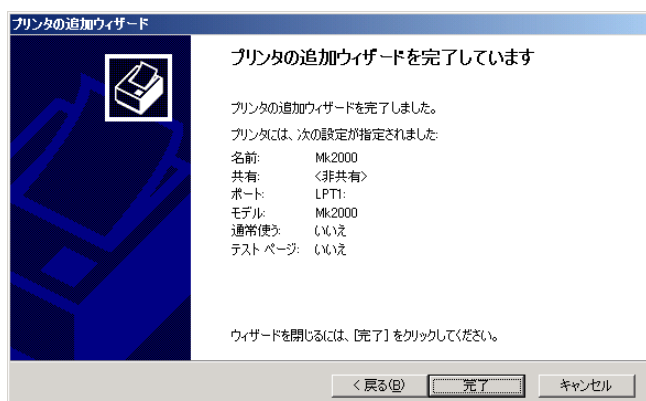 プリンタの追加ウィザード
プリンタの追加ウィザードを完了しています
プリンタの追加ウィザードを完了しました。
プリンタには、次の設定が指定されました:
名前: Mk2000
共有: <非共有>
ポート: LPT1:
モデル: Mk2000
通常使う: いいえ
テスト ページ: いいえ
ウィザードを閉じるには、[完了] をクリックしてください。
< 戻る(B) 完了 キャンセル